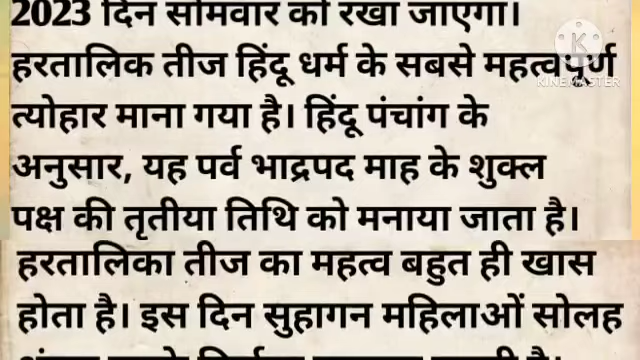 2023 दिन सोमवार को रखा जाएगा।
हरतालिक तीज हिंदू धर्म के सबसे महत्वपूर्ण
त्योहार माना गया है। हिंदू पंचांग के
अनुसार, यह पर्व भाद्रपद माह के शुक्ल
पक्ष की तृतीया तिथि को मनाया जाता है।
हरतालिका तीज का महत्व बहुत ही खास
होता है। इस दिन सुहागन महिलाओं सोलह
K
KINEMASTER